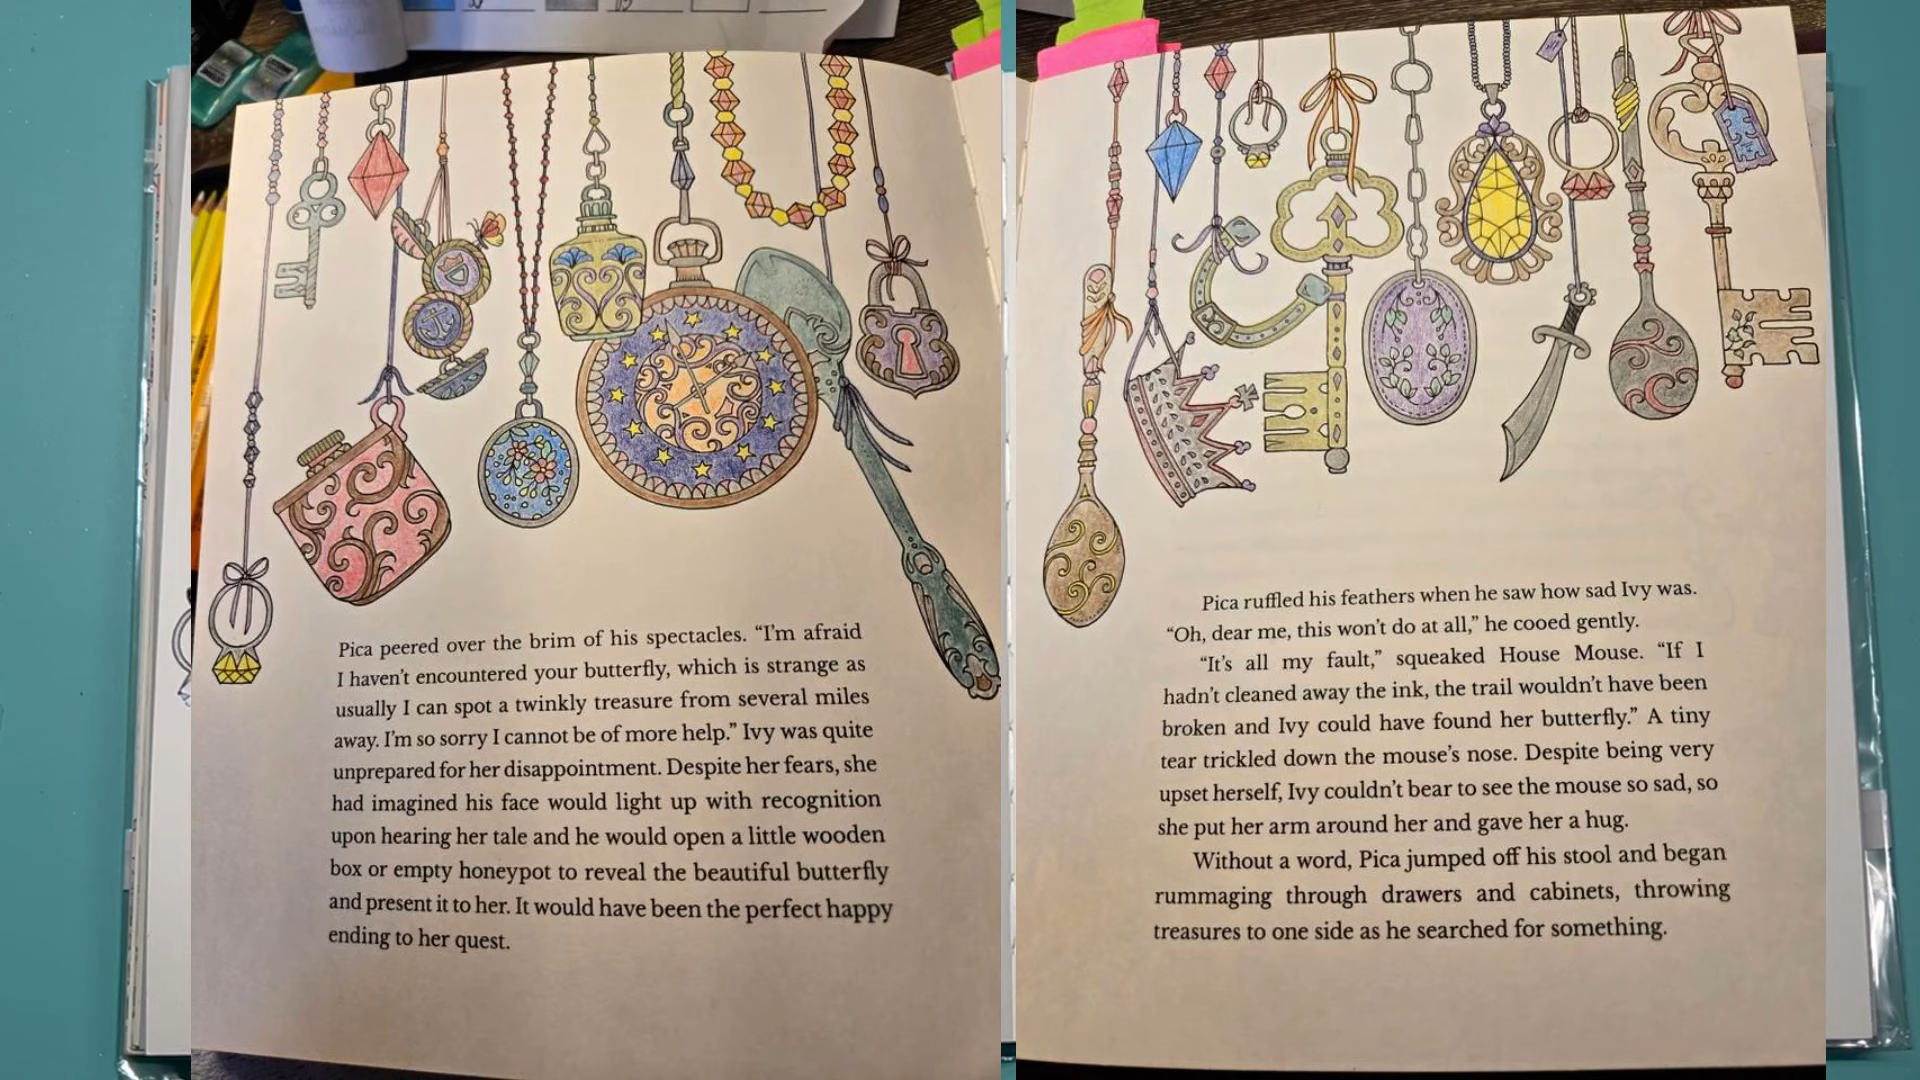 Pica peered over the brim of his spectacles. “I’m afraid
I haven’t encountered your butterfly, which is strange as
usually I can spot a twinkly treasure from several miles
away. I’m so sorry I cannot be of more help.” Ivy was quite
unprepared for her disappointment. Despite her fears, she
had imagined his face would light up with recognition
upon hearing her tale and he would open a little wooden
box or empty honeypot to reveal the beautiful butterfly
and present it to her. It would have been the perfect happy
ending to her quest.
Pica ruffled his feathers when he saw how sad Ivy was.
“Oh, dear me, this won’t do at all,” he cooed gently.
“It’s all my fault,” squeaked House Mouse. “If I
hadn’t cleaned away the ink, the trail wouldn’t have been
broken and Ivy could have found her butterfly.” A tiny
tear trickled down the mouse’s nose. Despite being very
upset herself, Ivy couldn’t bear to see the mouse so sad, so
she put her arm around her and gave her a hug.
Without a word, Pica jumped off his stool and began
rummaging through drawers and cabinets, throwing
treasures to one side as he searched for something.